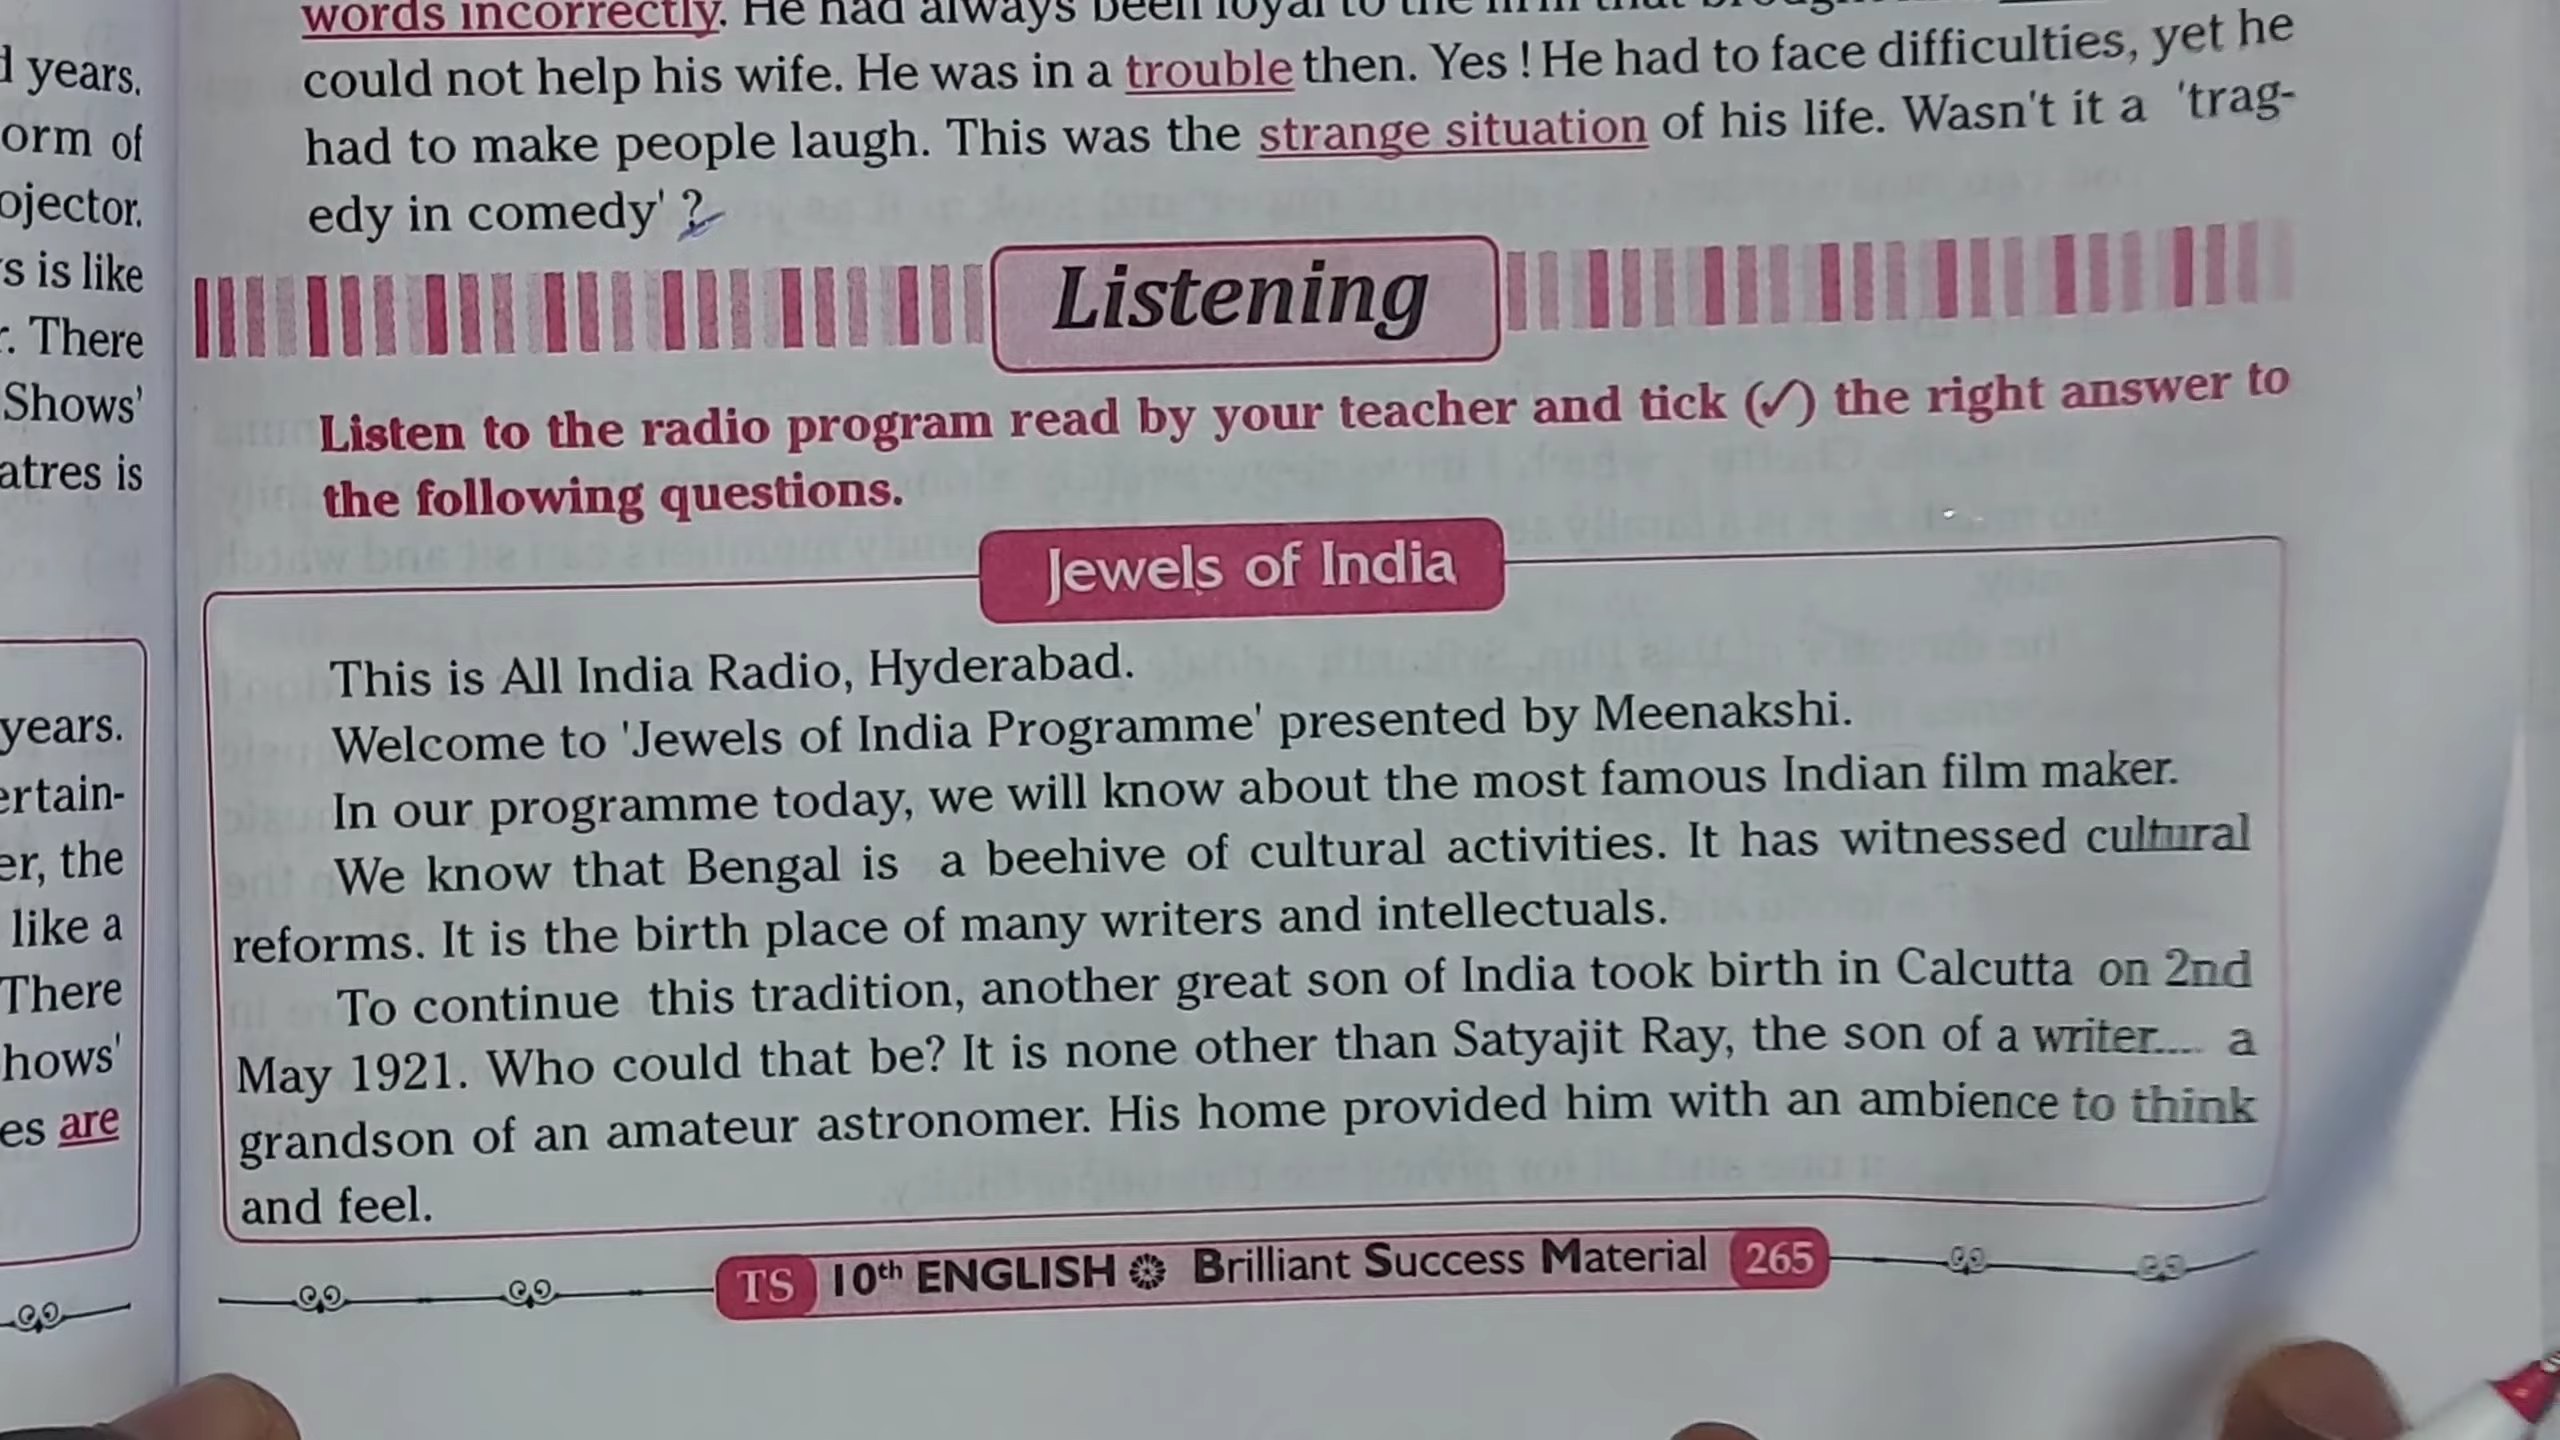 d years.
orm of
ojector.
s is like
r. There
Shows'
atres is
years.
ertain-
er, the
like a
There
hows'
es are
words incorrectly. He had always been loyal to the firm that
could not help his wife. He was in a trouble then. Yes ! He had to face difficulties, yet he
had to make people laugh. This was the strange situation of his life. Wasn't it a 'trag-
edy in comedy' ?
Listening
Listen to the radio program read by your teacher and tick (✓) the right answer to
the following questions.
Jewels of India
This is All India Radio, Hyderabad.
Welcome to 'Jewels of India Programme' presented by Meenakshi.
In our programme today, we will know about the most famous Indian film maker.
We know that Bengal is a beehive of cultural activities. It has witnessed cultural
reforms. It is the birth place of many writers and intellectuals.
To continue this tradition, another great son of India took birth in Calcutta on 2nd
May 1921. Who could that be? It is none other than Satyajit Ray, the son of a writer.... a
grandson of an amateur astronomer. His home provided him with an ambience to think
and feel.
TS 10th ENGLISH Brilliant Success Material 265